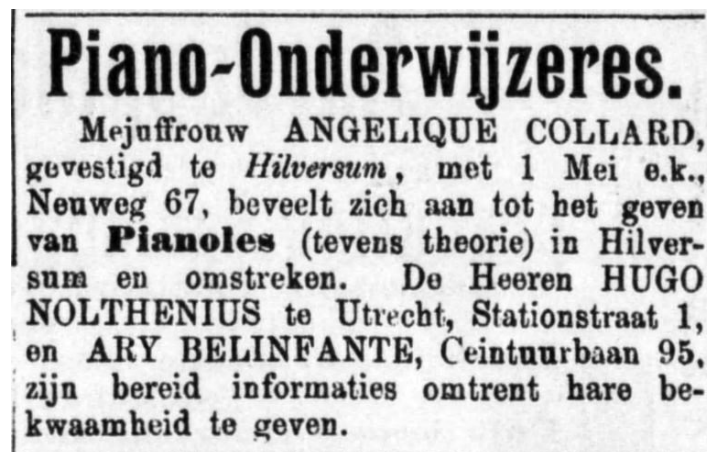 Piano-Onderwijzeres.
Mejuffrouw ANGELIQUE COLLARD,
gevestigd te Hilversum, met 1 Mei e.k.,
Neuweg 67, beveelt zich aan tot het geven
van Pianoles (tevens theorie) in Hilver-
sum en omstreken. De Heeren HUGO
NOLTHENIUS te Utrecht, Stationstraat 1,
en ARY BELINFANTE, Ceintuurbaan 95,
zijn bereid informaties omtrent hare be-
kwaamheid te geven.